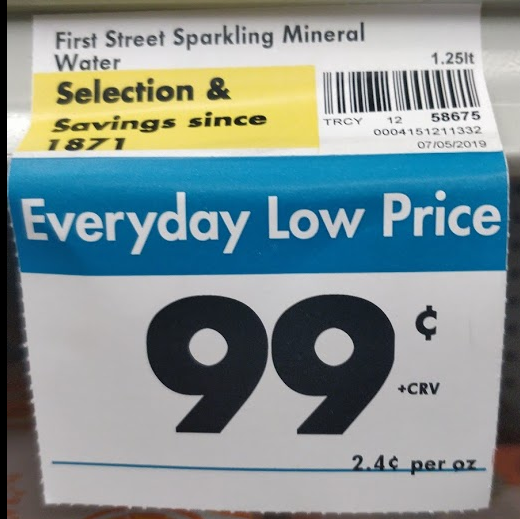 First Street Sparkling Mineral
Water
1.25lt
Selection &
Savings since
1871
TRCY 12 58675
0004151211332
07/05/2019
Everyday Low Price
99 ¢
+CRV
2.4¢ per oz